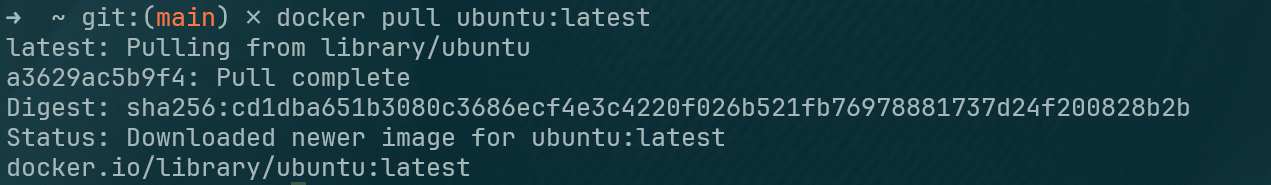 ➜  ~ git:(main) ✕ docker pull ubuntu:latest
latest: Pulling from library/ubuntu
a3629ac5b9f4: Pull complete
Digest: sha256:cd1dba651b3080c3686ecf4e3c4220f026b521fb76978881737d24f200828b2b
Status: Downloaded newer image for ubuntu:latest
docker.io/library/ubuntu:latest